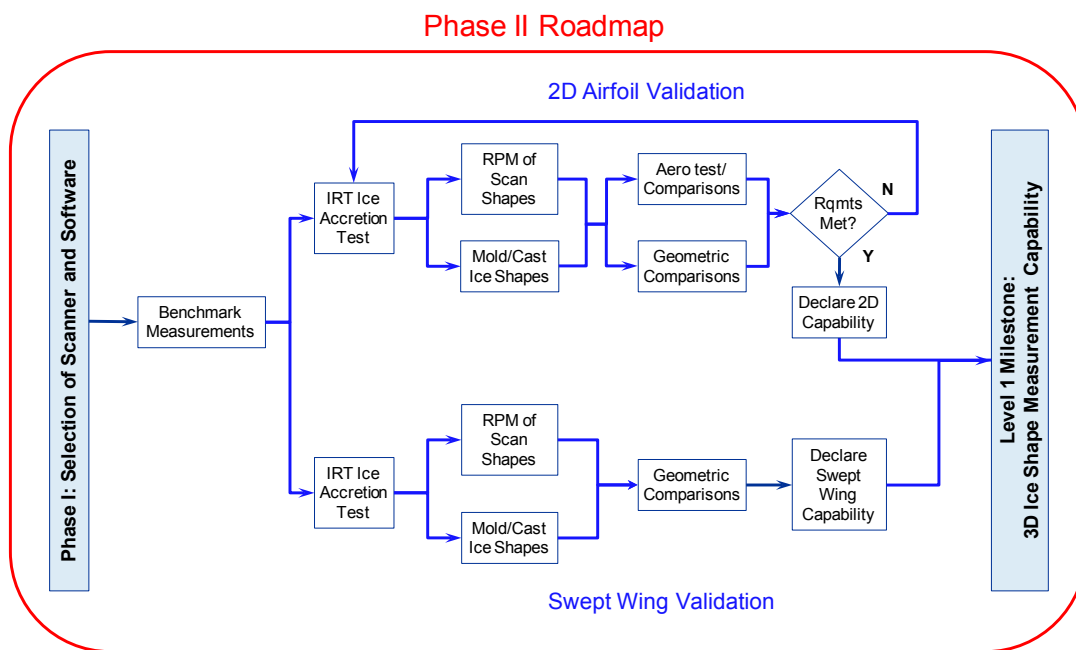 Phase II Roadmap
2D Airfoil Validation
Phase I: Selection of Scanner and Software
Benchmark
Measurements
IRT Ice
Accretion
Test
RPM of
Scan
Shapes
Mold/Cast
Ice Shapes
Aero test/
Comparisons
Geometric
Comparisons
Rqmts
Met?
N
Y
Declare 2D
Capability
IRT Ice
Accretion
Test
RPM of
Scan
Shapes
Mold/Cast
Ice Shapes
Geometric
Comparisons
Declare
Swept
Wing
Capability
Level 1 Milestone:
3D Ice Shape Measurement Capability
Swept Wing Validation